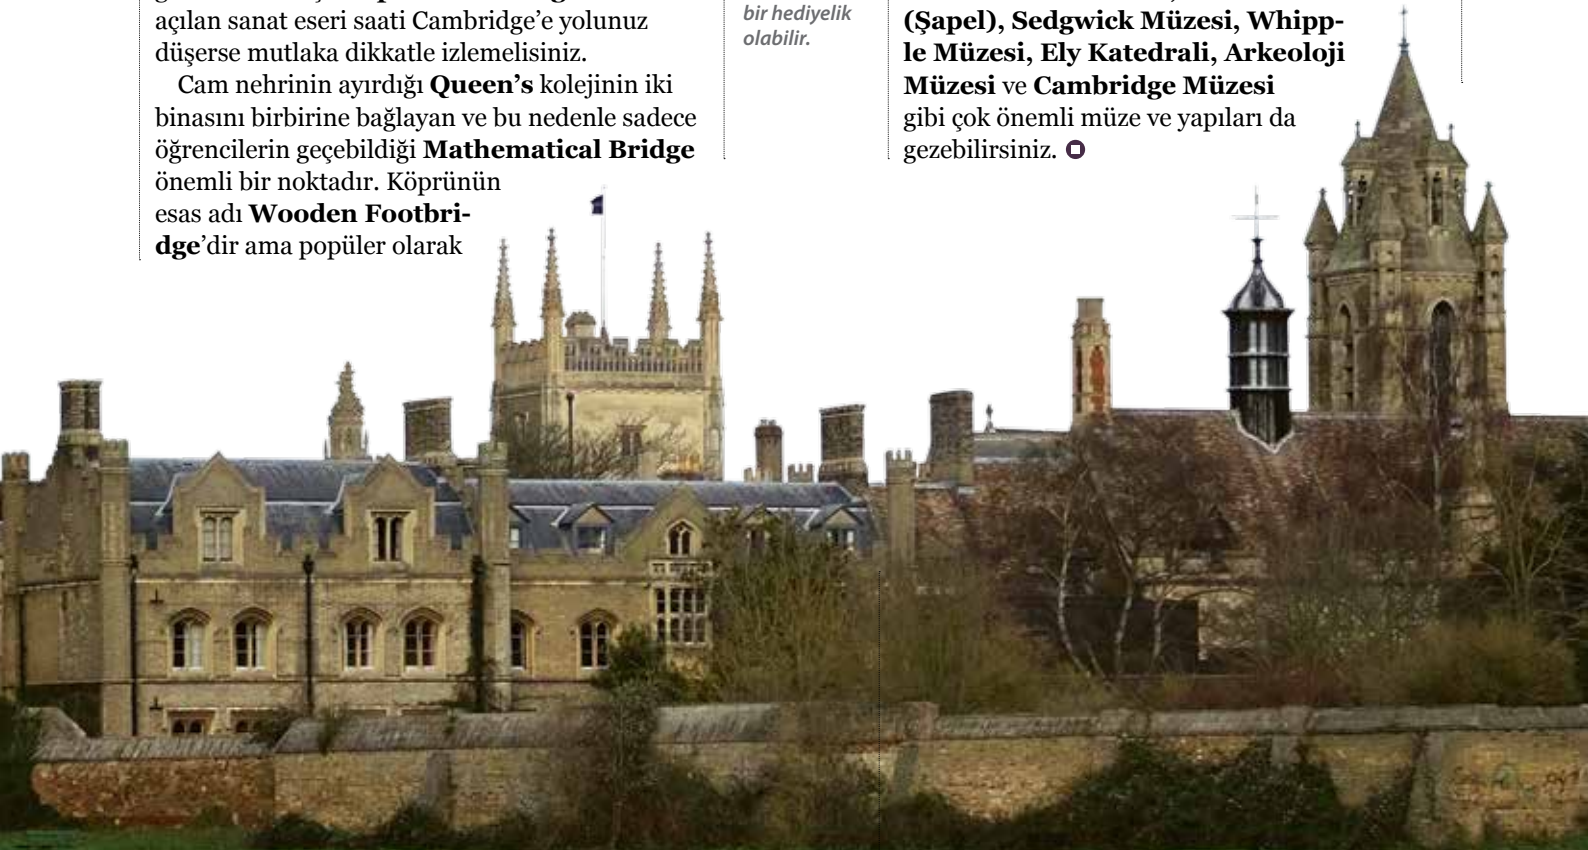 açılan sanat eseri saati Cambridge’e yolunuz
düşerse mutlaka dikkatle izlemelisiniz.
Cam nehrinin ayırdığı Queen’s kolejinin iki
binasını birbirine bağlayan ve bu nedenle sadece
öğrencilerin geçebildiği Mathematical Bridge
önemli bir noktadır. Köprünün
esas adı Wooden Footbri-
dge’dir ama popüler olarak
bir hediyelik
olabilir.
(Şapel), Sedgwick Müzesi, Whipp-
le Müzesi, Ely Katedrali, Arkeoloji
Müzesi ve Cambridge Müzesi
gibi çok önemli müze ve yapıları da
gezebilirsiniz.